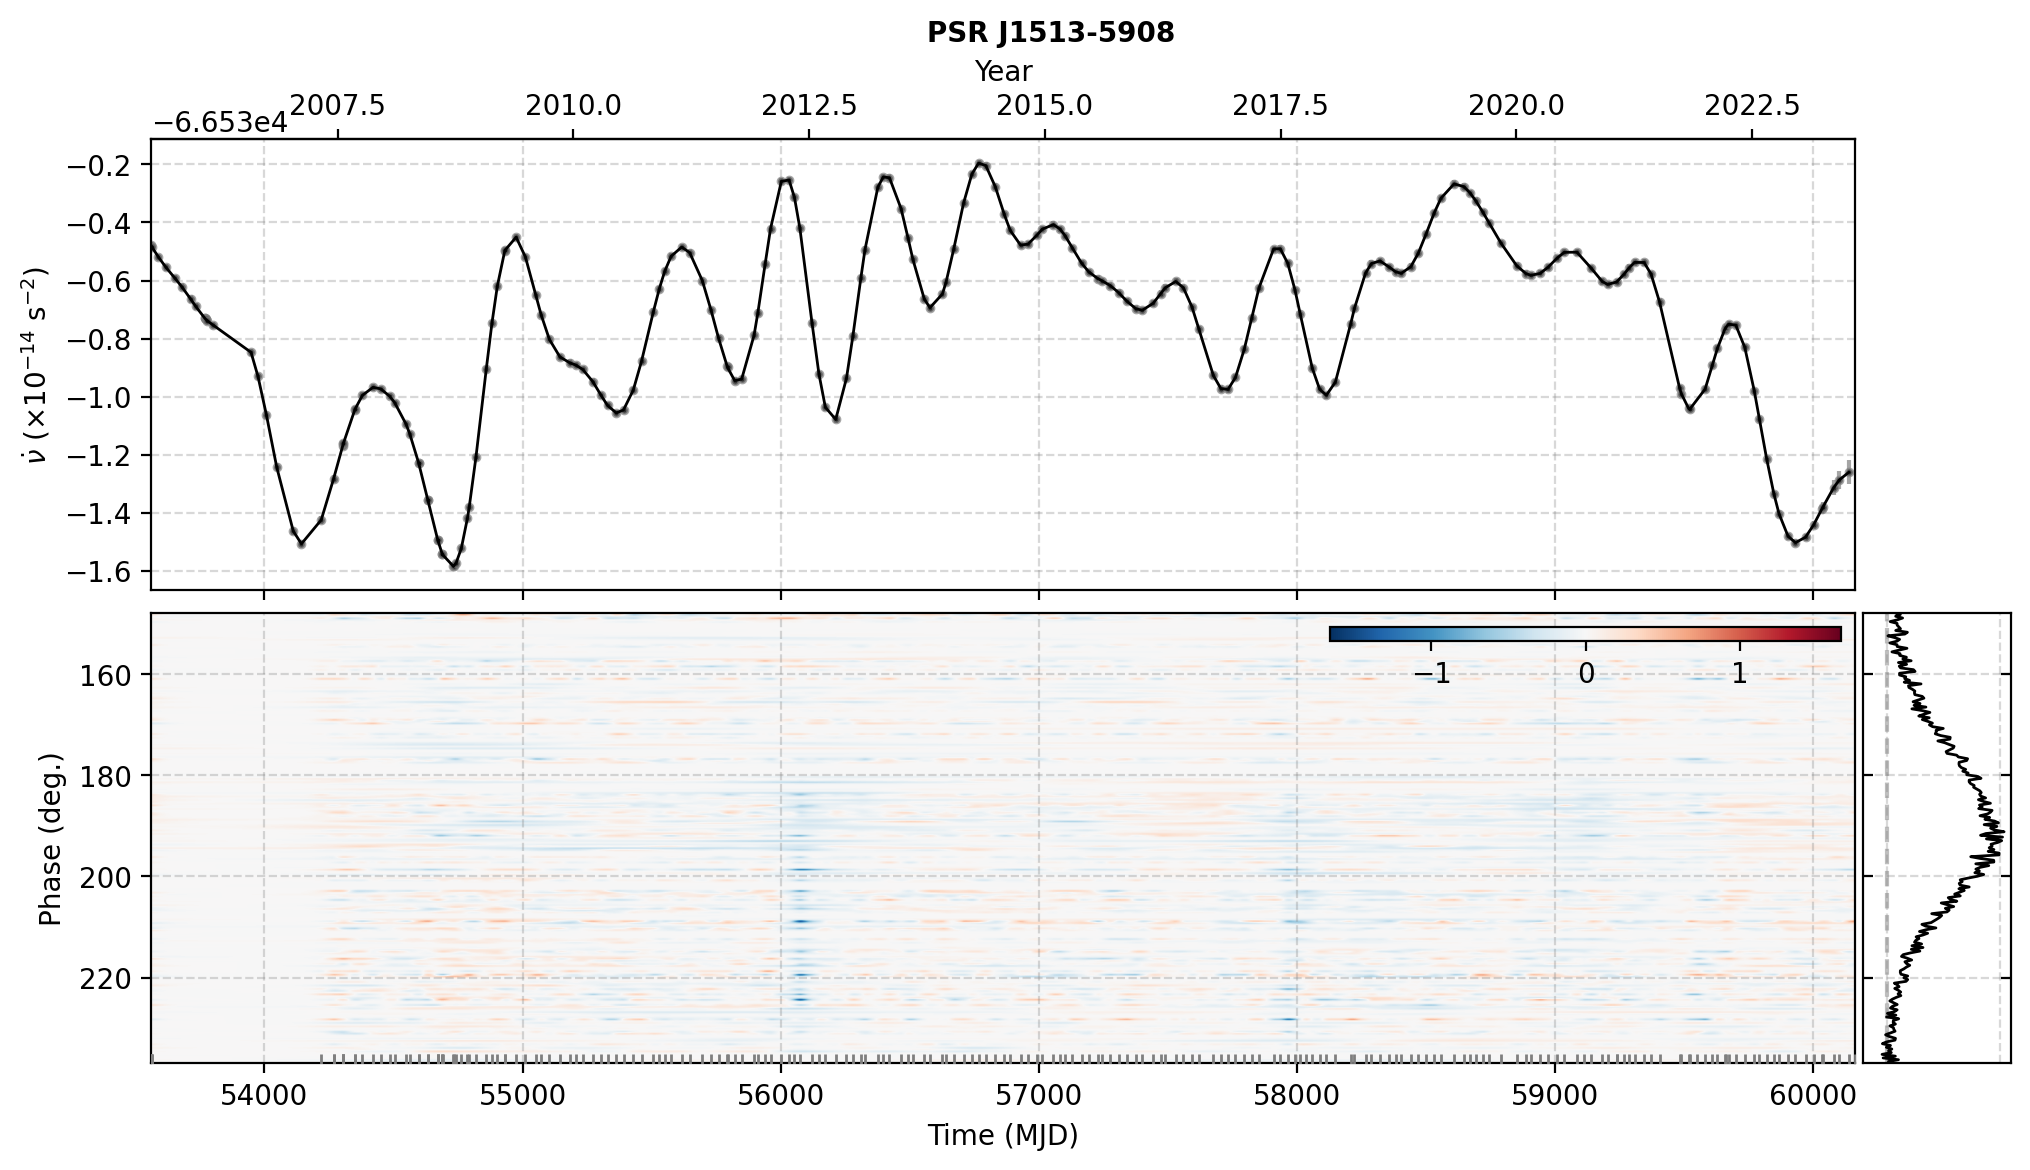 PSR J1513-5908
Year
2007.5 2010.0 2012.5 2015.0 2017.5 2020.0 2022.5
−6.653e4
−0.2
−0.4
−0.6
−0.8
−1.0
−1.2
−1.4
−1.6
ν̇ (×10⁻¹⁴ s⁻²)
−1 0 1
160
180
200
220
Phase (deg.)
54000 55000 56000 57000 58000 59000 60000
Time (MJD)